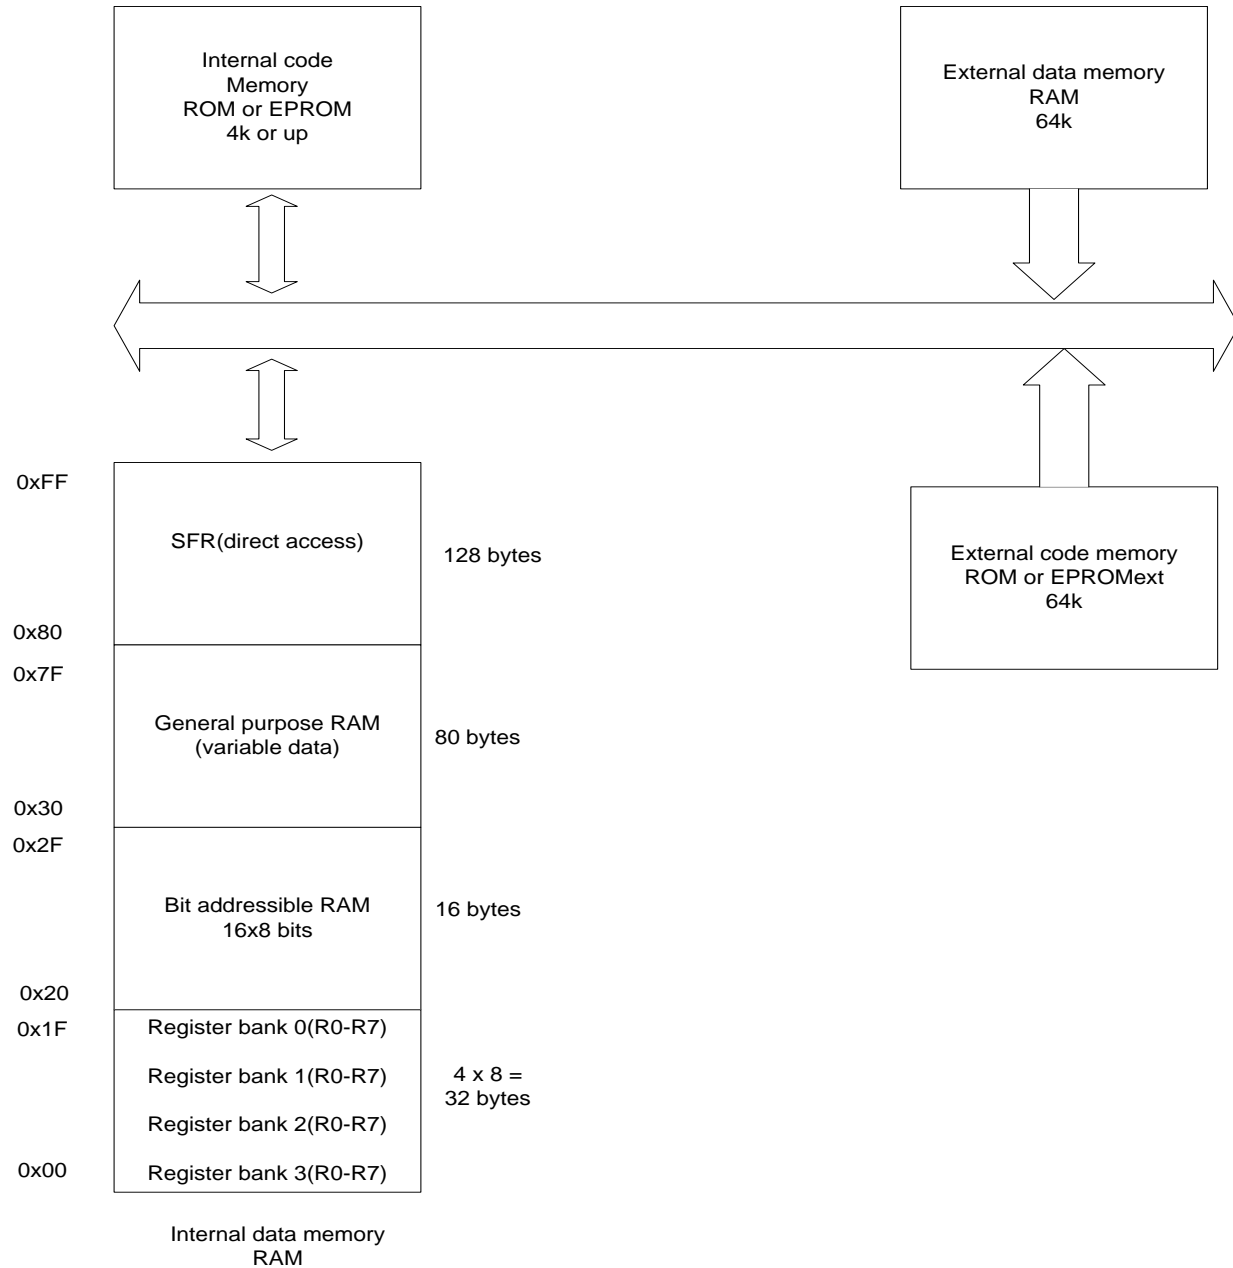 Internal code
Memory
ROM or EPROM
4k or up
External data memory
RAM
64k
0xFF
SFR(direct access)
128 bytes
0x80
External code memory
ROM or EPROMext
64k
0x7F
General purpose RAM
(variable data)
80 bytes
0x30
0x2F
Bit addressible RAM
16x8 bits
16 bytes
0x20
0x1F
Register bank 0(R0-R7)
Register bank 1(R0-R7)
4 x 8 =
32 bytes
Register bank 2(R0-R7)
0x00
Register bank 3(R0-R7)
Internal data memory
RAM